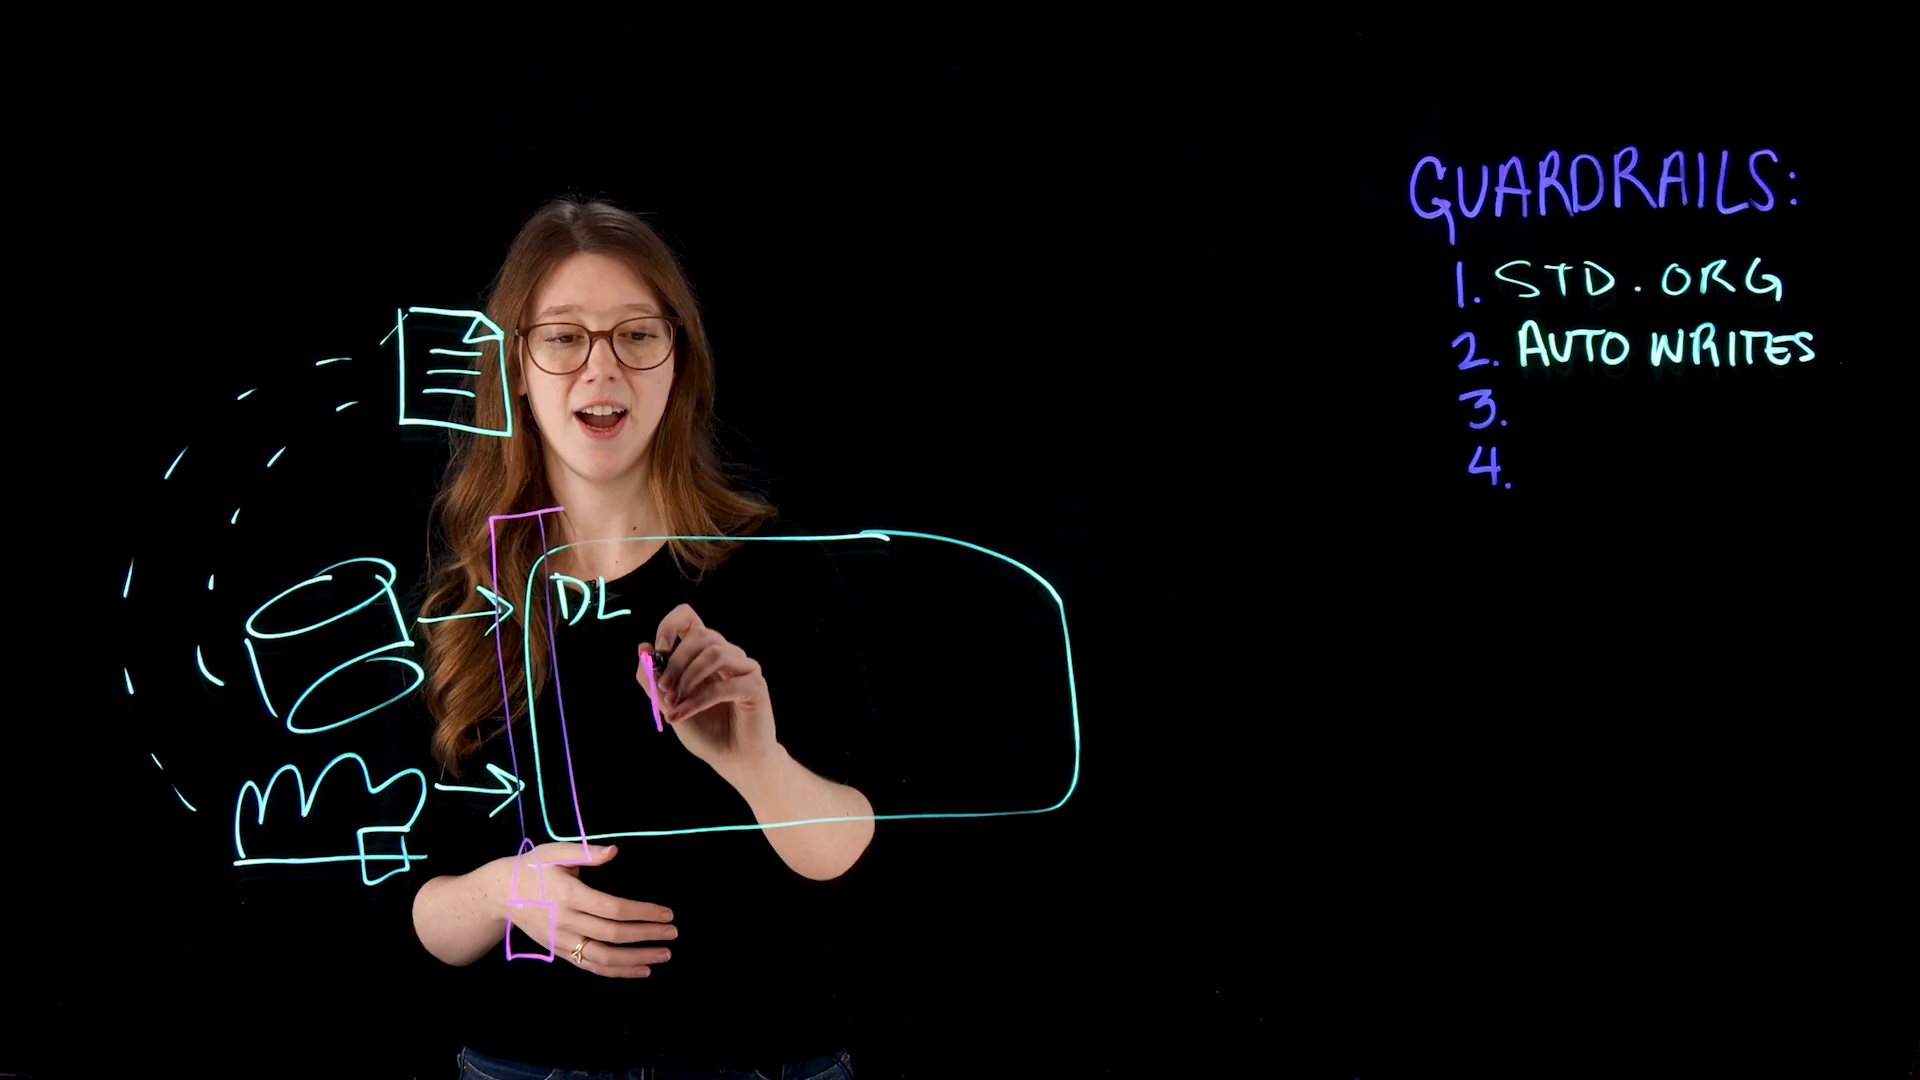 GUARDRAILS:
1. STD. ORG
2. AUTO WRITES
3.
4.
DL